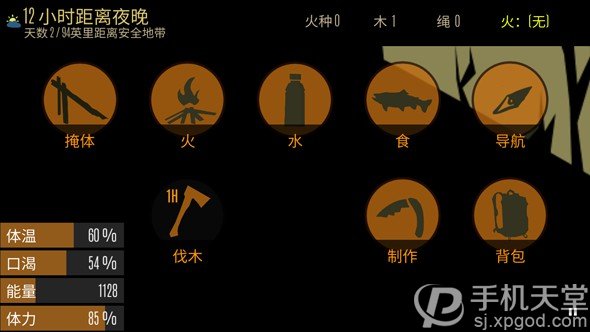 12 小时距离夜晚
天数 2 / 94英里距离安全地带
火种 0 木 1 绳 0 火：〔无〕
掩体 火 水 食 导航
1H
伐木 制作 背包
体温 60 %
口渴 54 %
能量 1128
体力 85 %
手机天堂
sj.xpgod.com